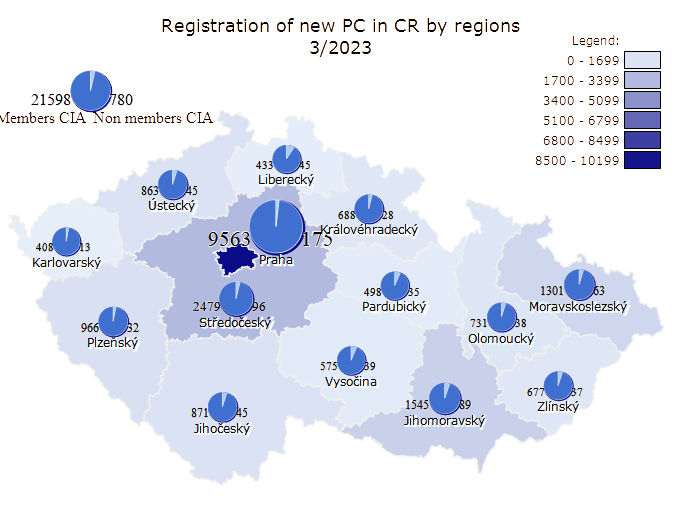 Registration of new PC in CR by regions
3/2023
Legend:
0 - 1699
1700 - 3399
3400 - 5099
5100 - 6799
6800 - 8499
8500 - 10199
21598 780
Members CIA Non members CIA
433 45
Liberecký
863 45
Ústecký
688 28
Královéhradecký
9563 175
Praha
408 13
Karlovarský
1301 63
Moravskoslezský
498 35
Pardubický
2479 96
Středočeský
966 32
Plzeňský
731 38
Olomoucký
575 39
Vysočina
677 37
Zlínský
1545 89
Jihomoravský
871 45
Jihočeský